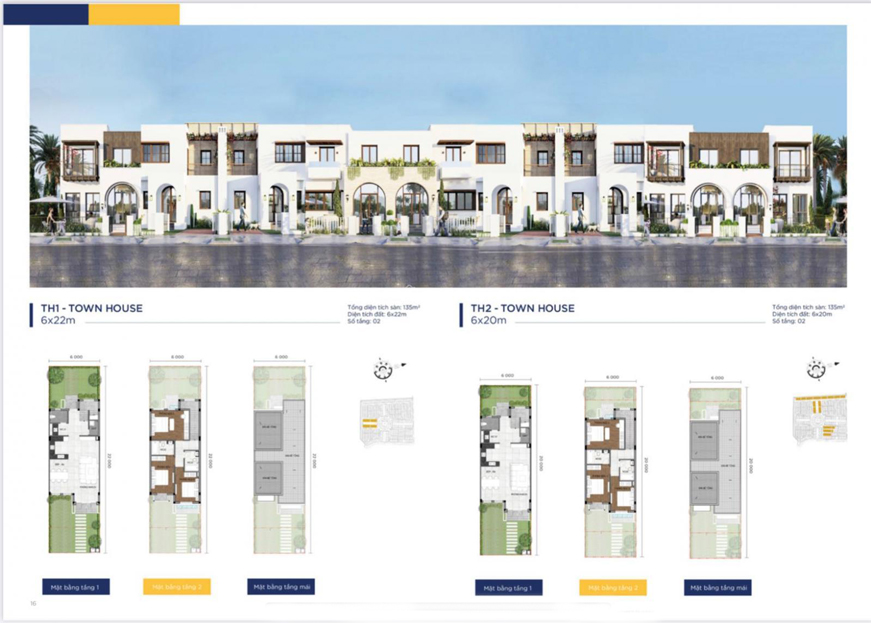 TH1 - TOWN HOUSE
6x22m
Tổng diện tích sàn: 135m²
Diện tích đất: 6x22m
Số tầng: 02
TH2 - TOWN HOUSE
6x20m
Tổng diện tích sàn: 135m²
Diện tích đất: 6x20m
Số tầng: 02
6 000
6 000
6 000
22 000
22 000
22 000
6 000
6 000
6 000
20 000
20 000
20 000
Mặt bằng tầng 1
Mặt bằng tầng 2
Mặt bằng tầng mái
Mặt bằng tầng 1
Mặt bằng tầng 2
Mặt bằng tầng mái
16